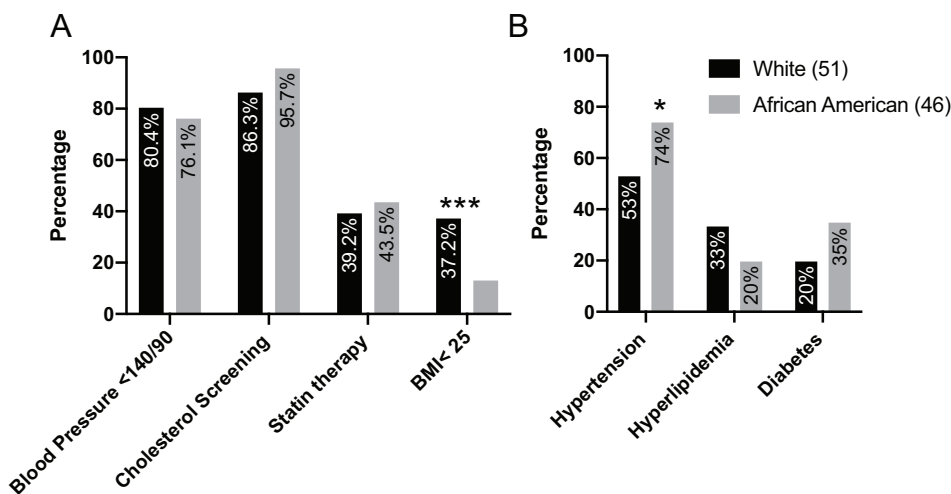 A
Percentage
100
80
60
40
20
0
80.4%
76.1%
86.3%
95.7%
39.2%
43.5%
***
37.2%
Blood Pressure <140/90
Cholesterol Screening
Statin therapy
BMI< 25
B
White (51)
African American (46)
Percentage
100
80
60
40
20
0
53%
*
74%
33%
20%
20%
35%
Hypertension
Hyperlipidemia
Diabetes